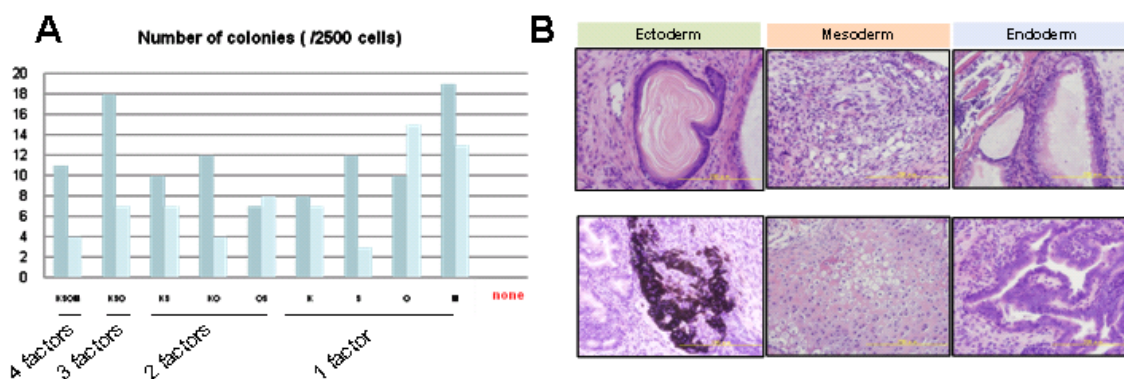 A
Number of colonies ( /2500 cells)
20
18
16
14
12
10
8
6
4
2
0
KSOM
KSO
KS
KO
OS
K
S
O
M
none
4 factors
3 factors
2 factors
1 factor
B
Ectoderm
Mesoderm
Endoderm